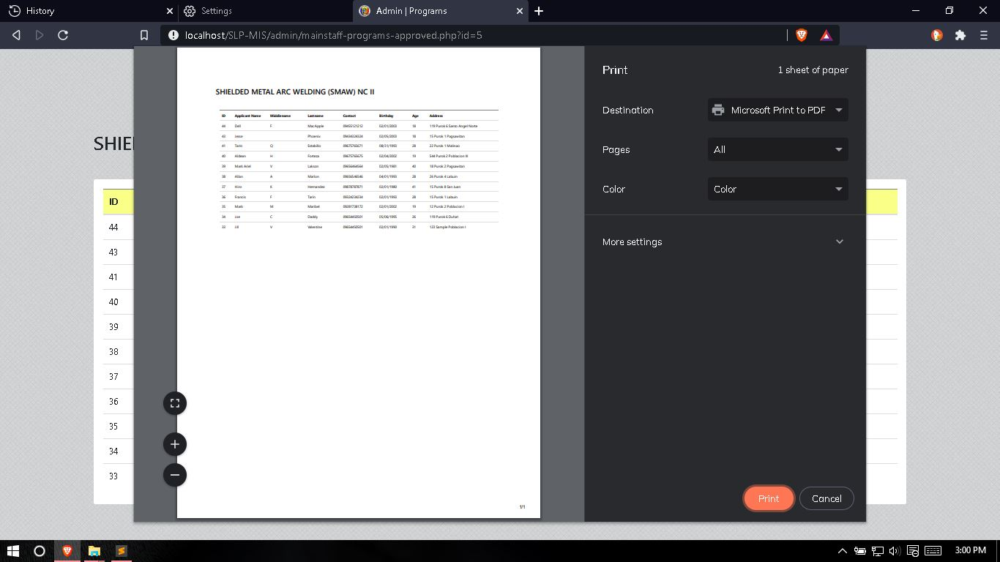 History
Settings
Admin | Programs
localhost/SLP-MIS/admin/mainstaff-programs-approved.php?id=5
SHIELDED METAL ARC WELDING (SMAW) NC II
ID Applicant Name Middlename Lastname Contact Birthday Age Address
44 Dell F MacApple 09455121212 02/01/2003 18 119 Purok 6 Santo Angel Norte
43 Jesse Phoenix 09434324324 02/05/2003 18 15 Purok 1 Pagsawitan
41 Tarin Q Establilo 09675765671 08/31/1993 28 22 Purok 1 Malinao
40 Aldean H Forteza 09675765675 02/04/2002 19 544 Purok 2 Poblacion III
39 Mark Ariel V Lakson 09656464564 02/05/1981 40 18 Purok 2 Pagsawitan
38 Allan A Marlon 09656546546 04/01/1993 28 26 Purok 4 Labuin
37 Hiro K Hernandez 09878787871 02/01/1980 41 15 Purok 8 San Juan
36 Francis F Tarin 09324234234 02/01/1993 28 15 Purok 1 Labuin
35 Mark M Maribel 09281738172 02/01/2002 19 12 Purok 2 Poblacion I
34 Joe C Daddy 09654450501 05/06/1995 26 119 Purok 6 Duhat
33 Jill V Valentine 09654450501 02/01/1990 31 123 Sample Poblacion I
1/1
Print
1 sheet of paper
Destination
Microsoft Print to PDF
Pages
All
Color
Color
More settings
Print
Cancel
SHIEL
ID
44
43
41
40
39
38
37
36
35
34
33
3:00 PM